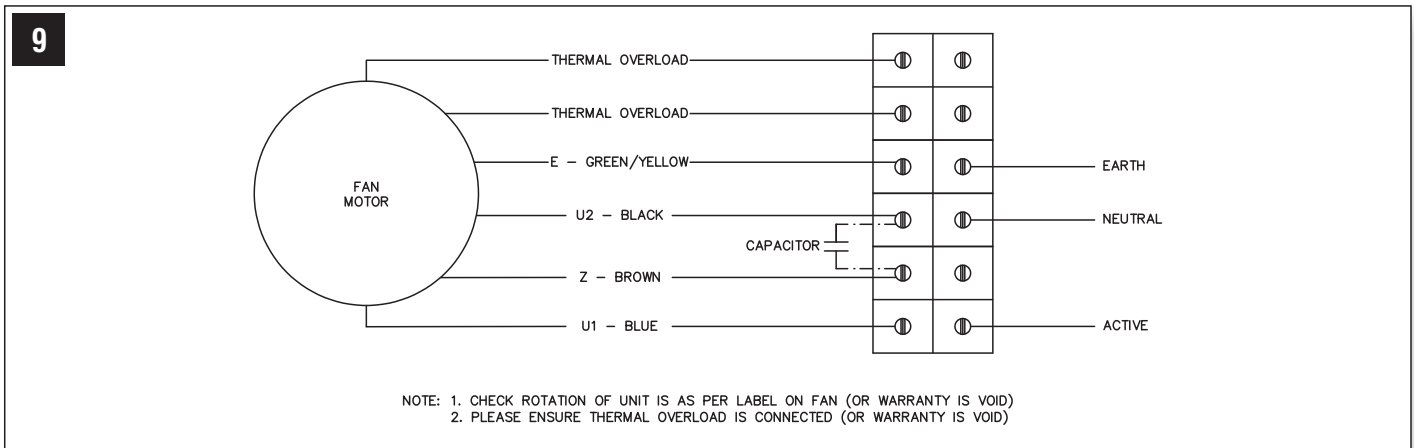 9
THERMAL OVERLOAD
THERMAL OVERLOAD
E – GREEN/YELLOW
EARTH
FAN
MOTOR
U2 – BLACK
NEUTRAL
CAPACITOR
Z – BROWN
U1 – BLUE
ACTIVE
NOTE: 1. CHECK ROTATION OF UNIT IS AS PER LABEL ON FAN (OR WARRANTY IS VOID)
2. PLEASE ENSURE THERMAL OVERLOAD IS CONNECTED (OR WARRANTY IS VOID)